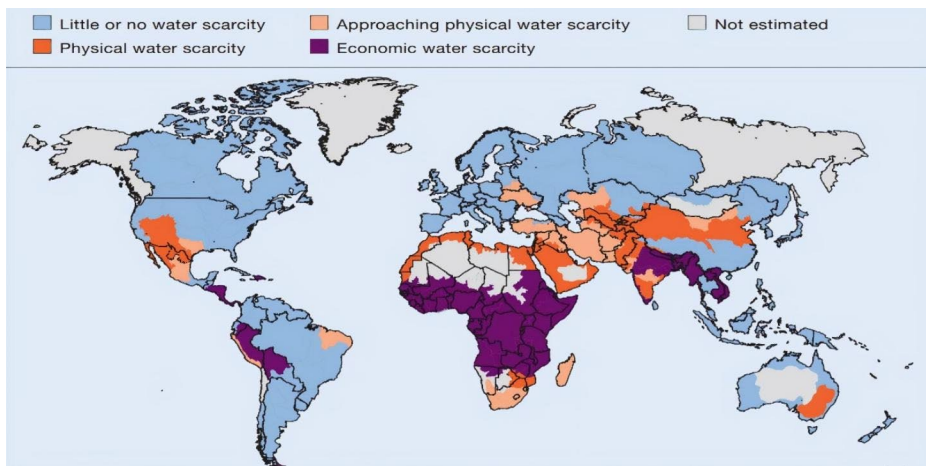 Little or no water scarcity Approaching physical water scarcity Not estimated
Physical water scarcity Economic water scarcity